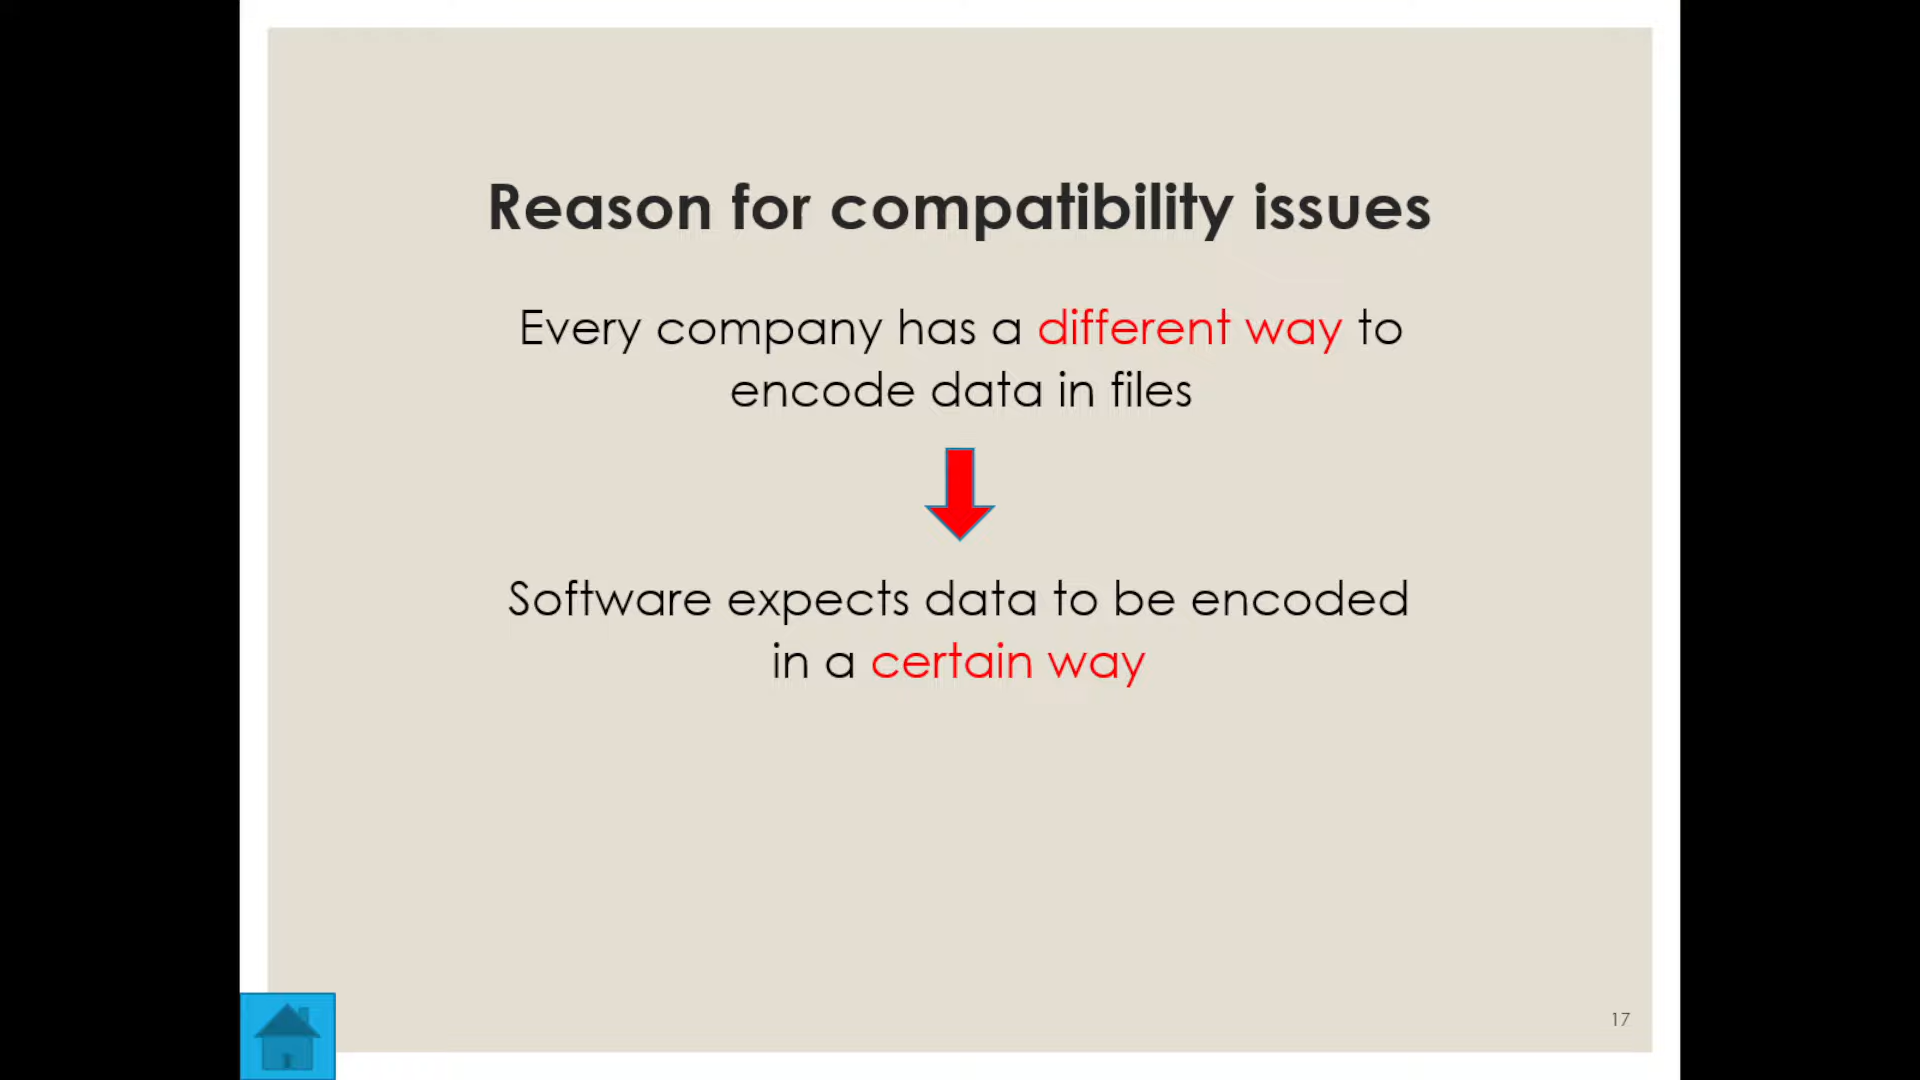 Reason for compatibility issues
Every company has a different way to
encode data in files
Software expects data to be encoded
in a certain way
17